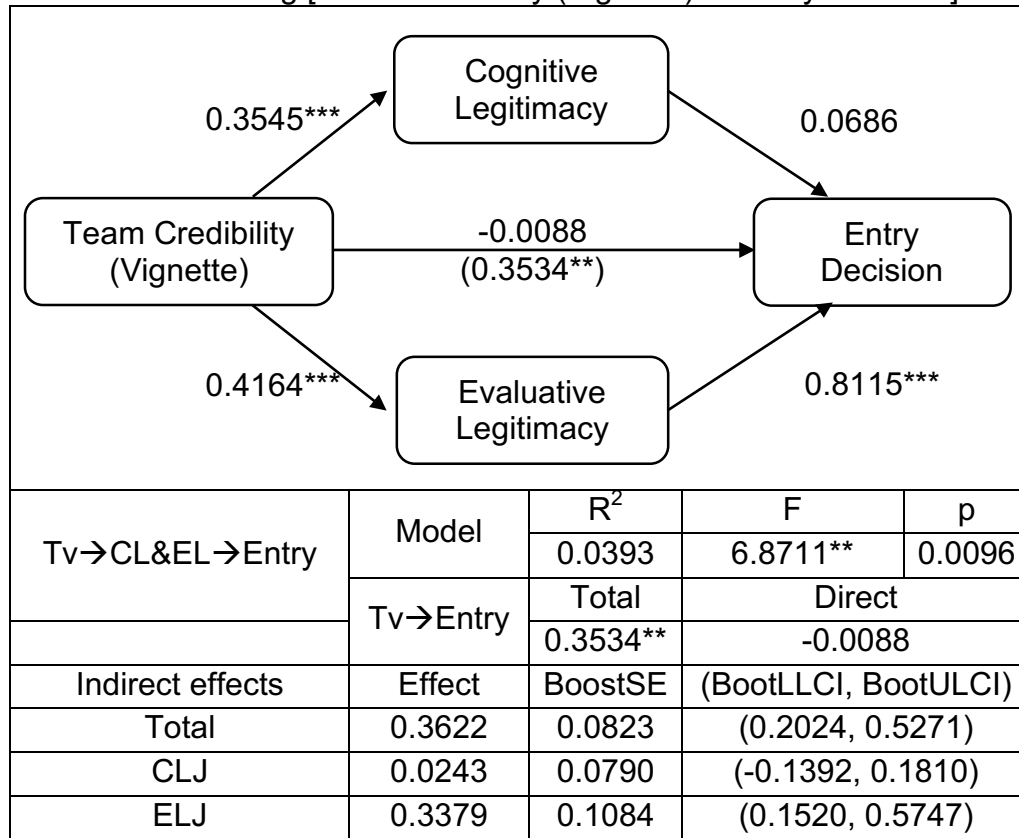 Cognitive
Legitimacy
0.3545***
0.0686
Team Credibility
(Vignette)
-0.0088
(0.3534**)
Entry
Decision
0.4164***
0.8115***
Evaluative
Legitimacy
Tv→CL&EL→Entry
Model
R²
F
p
0.0393
6.8711**
0.0096
Tv→Entry
Total
Direct
0.3534**
-0.0088
Indirect effects
Effect
BoostSE
(BootLLCI, BootULCI)
Total
0.3622
0.0823
(0.2024, 0.5271)
CLJ
0.0243
0.0790
(-0.1392, 0.1810)
ELJ
0.3379
0.1084
(0.1520, 0.5747)